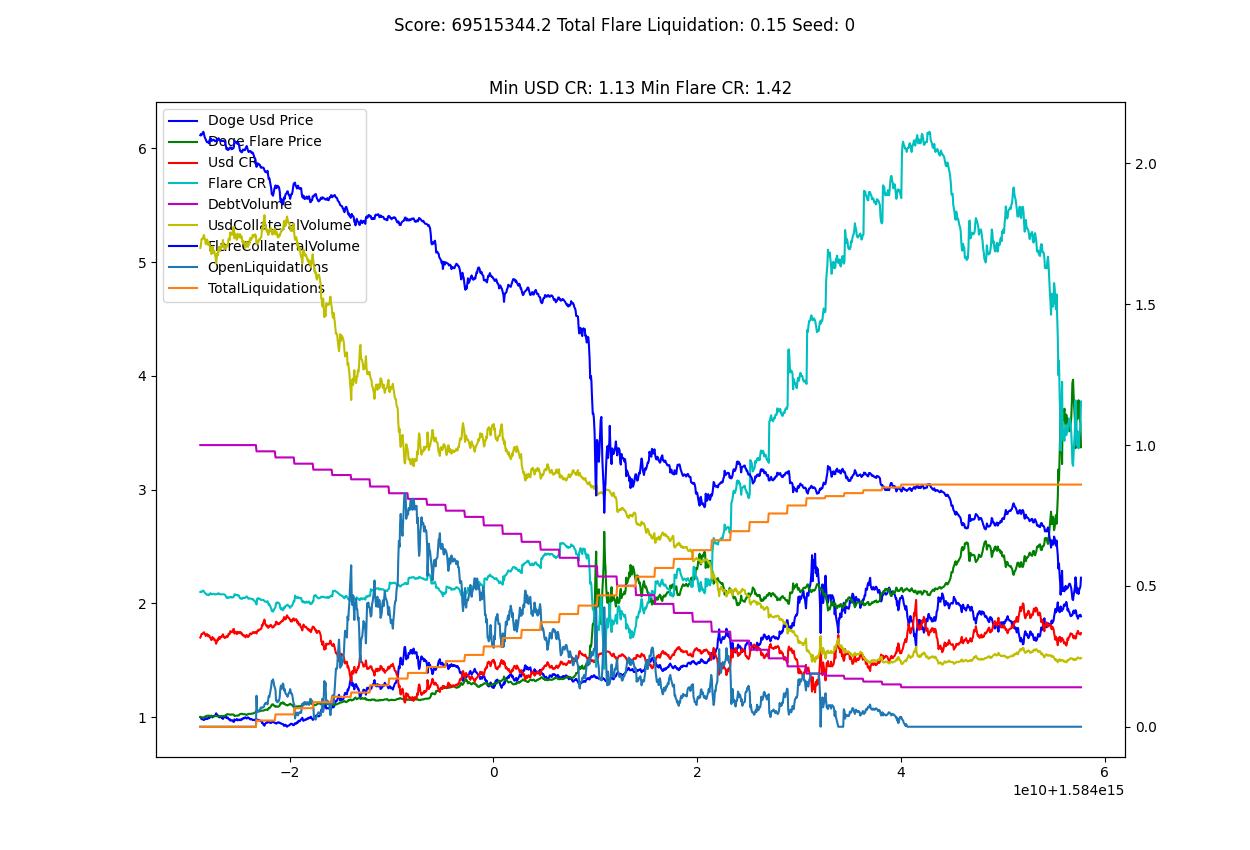 Score: 69515344.2 Total Flare Liquidation: 0.15 Seed: 0
Min USD CR: 1.13 Min Flare CR: 1.42
Doge Usd Price
Doge Flare Price
Usd CR
Flare CR
DebtVolume
UsdCollateralVolume
FlareCollateralVolume
OpenLiquidations
TotalLiquidations
6
5
4
3
2
1
2.0
1.5
1.0
0.5
0.0
−2
0
2
4
6
1e10+1.584e15